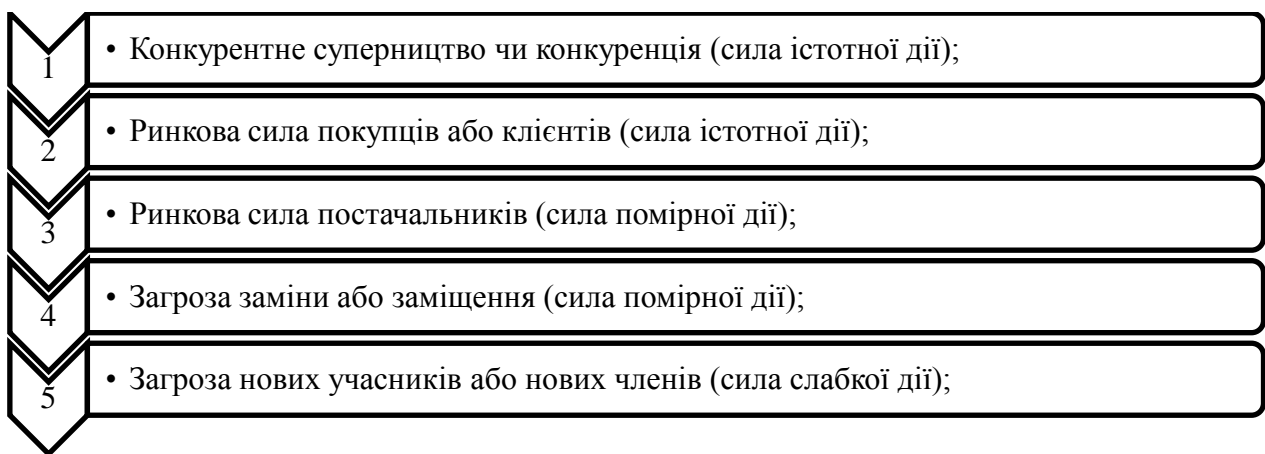 1
• Конкурентне суперництво чи конкуренція (сила істотної дії);
2
• Ринкова сила покупців або клієнтів (сила істотної дії);
3
• Ринкова сила постачальників (сила помірної дії);
4
• Загроза заміни або заміщення (сила помірної дії);
5
• Загроза нових учасників або нових членів (сила слабкої дії);